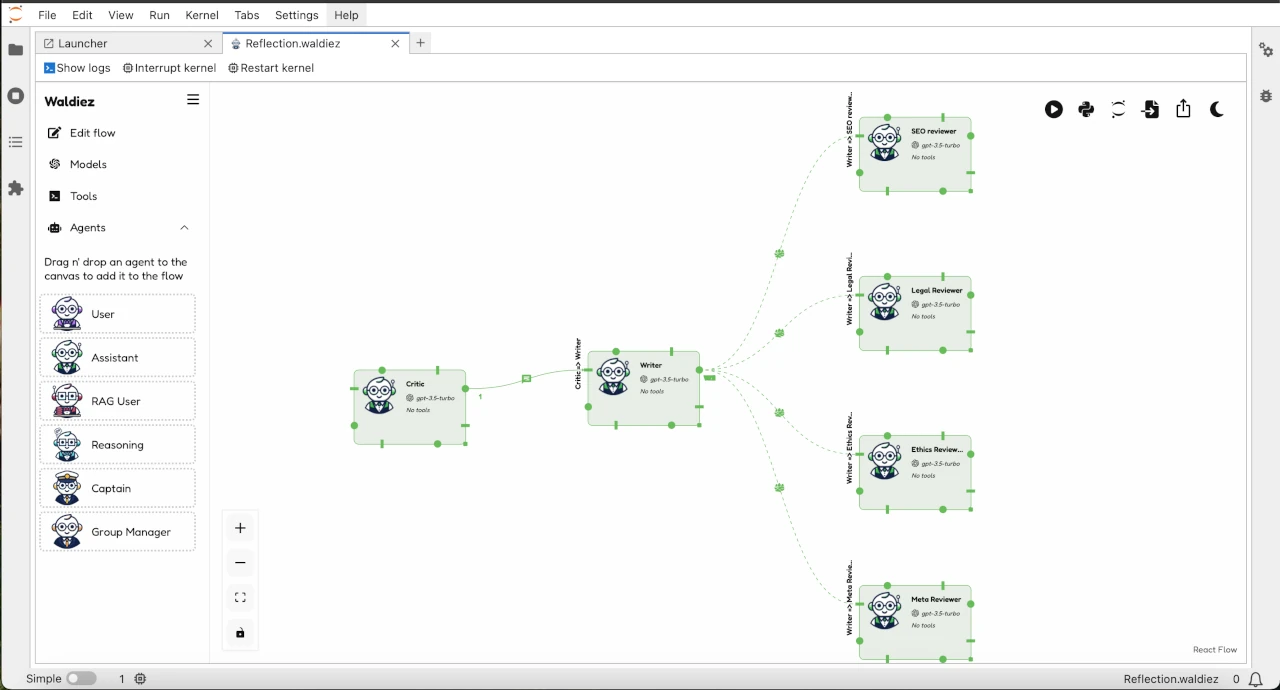 File Edit View Run Kernel Tabs Settings Help
Launcher
Reflection.waldiez
Show logs Interrupt kernel Restart kernel
Waldiez
Edit flow
Models
Tools
Agents
Drag n' drop an agent to the
canvas to add it to the flow
User
Assistant
RAG User
Reasoning
Captain
Group Manager
Critic
gpt-3.5-turbo
No tools
1
Critic => Writer
Writer
gpt-3.5-turbo
No tools
Writer => SEO review...
SEO reviewer
gpt-3.5-turbo
No tools
Writer => Legal Revi...
Legal Reviewer
gpt-3.5-turbo
No tools
Writer => Ethics Rev...
Ethics Review...
gpt-3.5-turbo
No tools
Writer => Meta Revie...
Meta Reviewer
gpt-3.5-turbo
No tools
React Flow
Simple 1 Reflection.waldiez 0